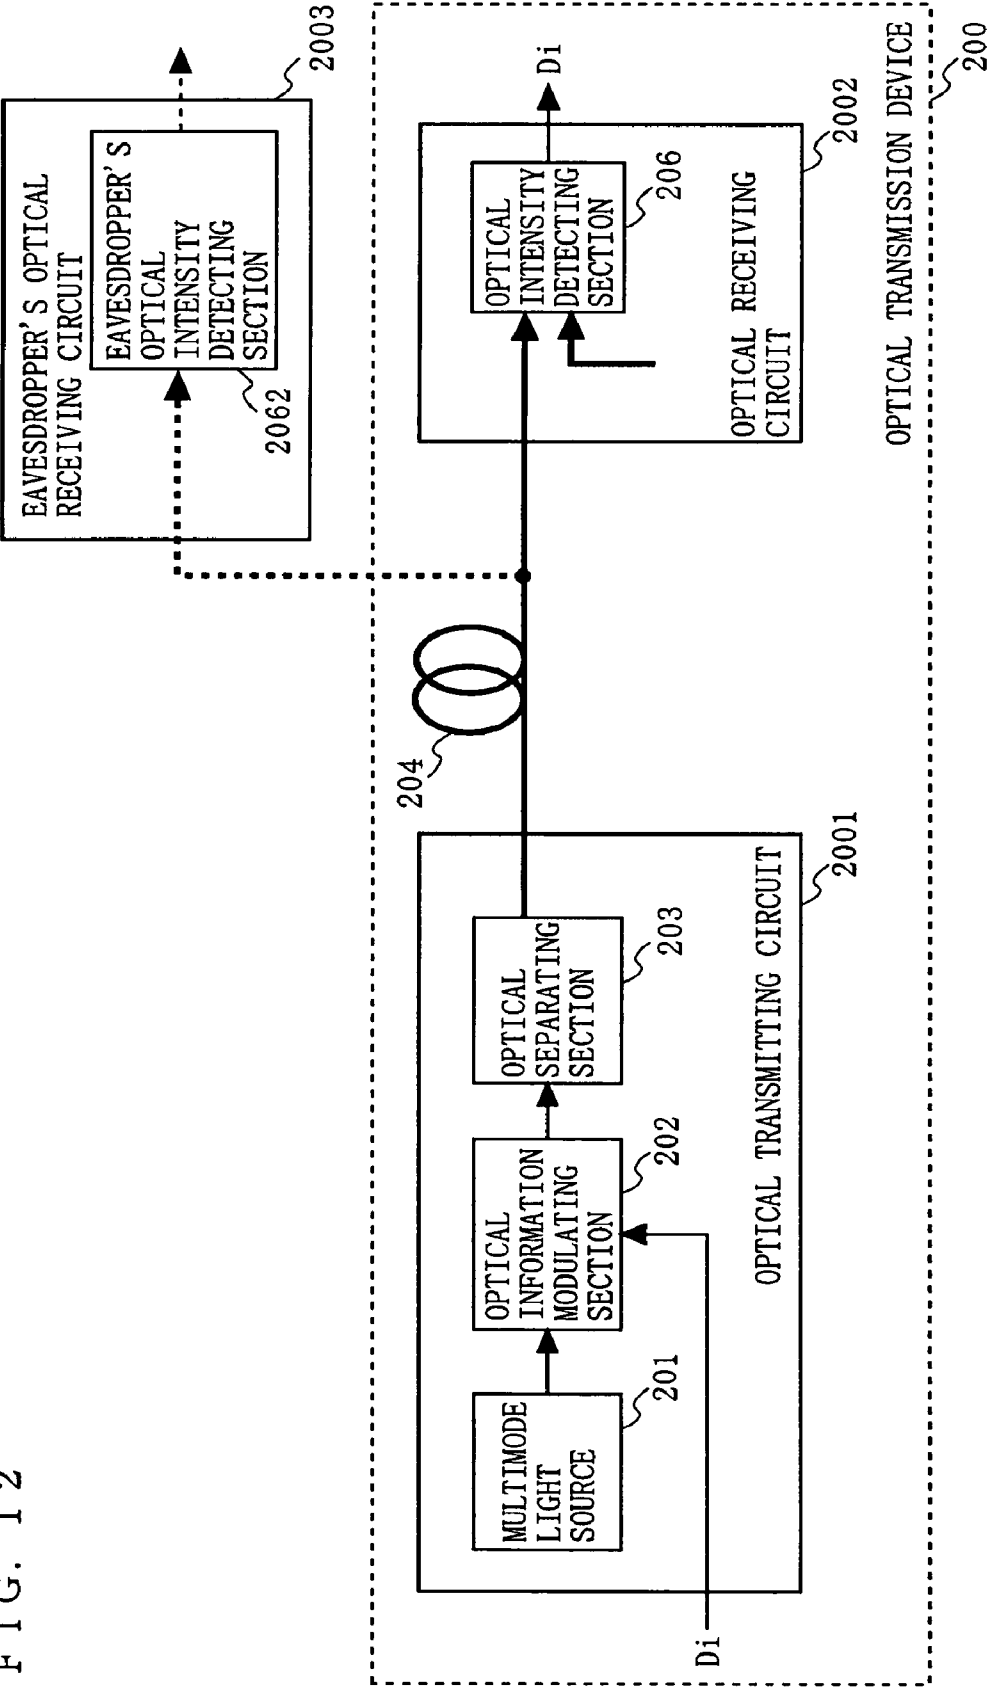 FIG. 12
EAVESDROPPER'S OPTICAL
RECEIVING CIRCUIT
EAVESDROPPER'S
OPTICAL
INTENSITY
DETECTING
SECTION
2062
2003
204
Di
MULTIMODE
LIGHT
SOURCE
201
OPTICAL
INFORMATION
MODULATING
SECTION
202
OPTICAL
SEPARATING
SECTION
203
OPTICAL TRANSMITTING CIRCUIT
2001
OPTICAL
INTENSITY
DETECTING
SECTION
206
Di
OPTICAL RECEIVING
CIRCUIT
2002
OPTICAL TRANSMISSION DEVICE
200